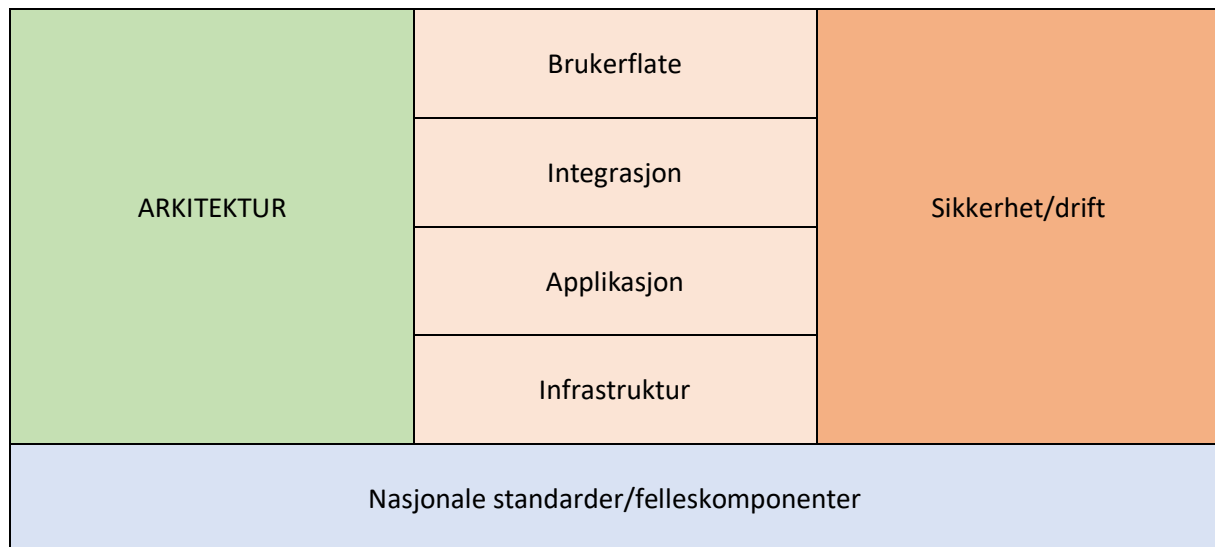 Brukerflate
Integrasjon
ARKITEKTUR
Sikkerhet/drift
Applikasjon
Infrastruktur
Nasjonale standarder/felleskomponenter